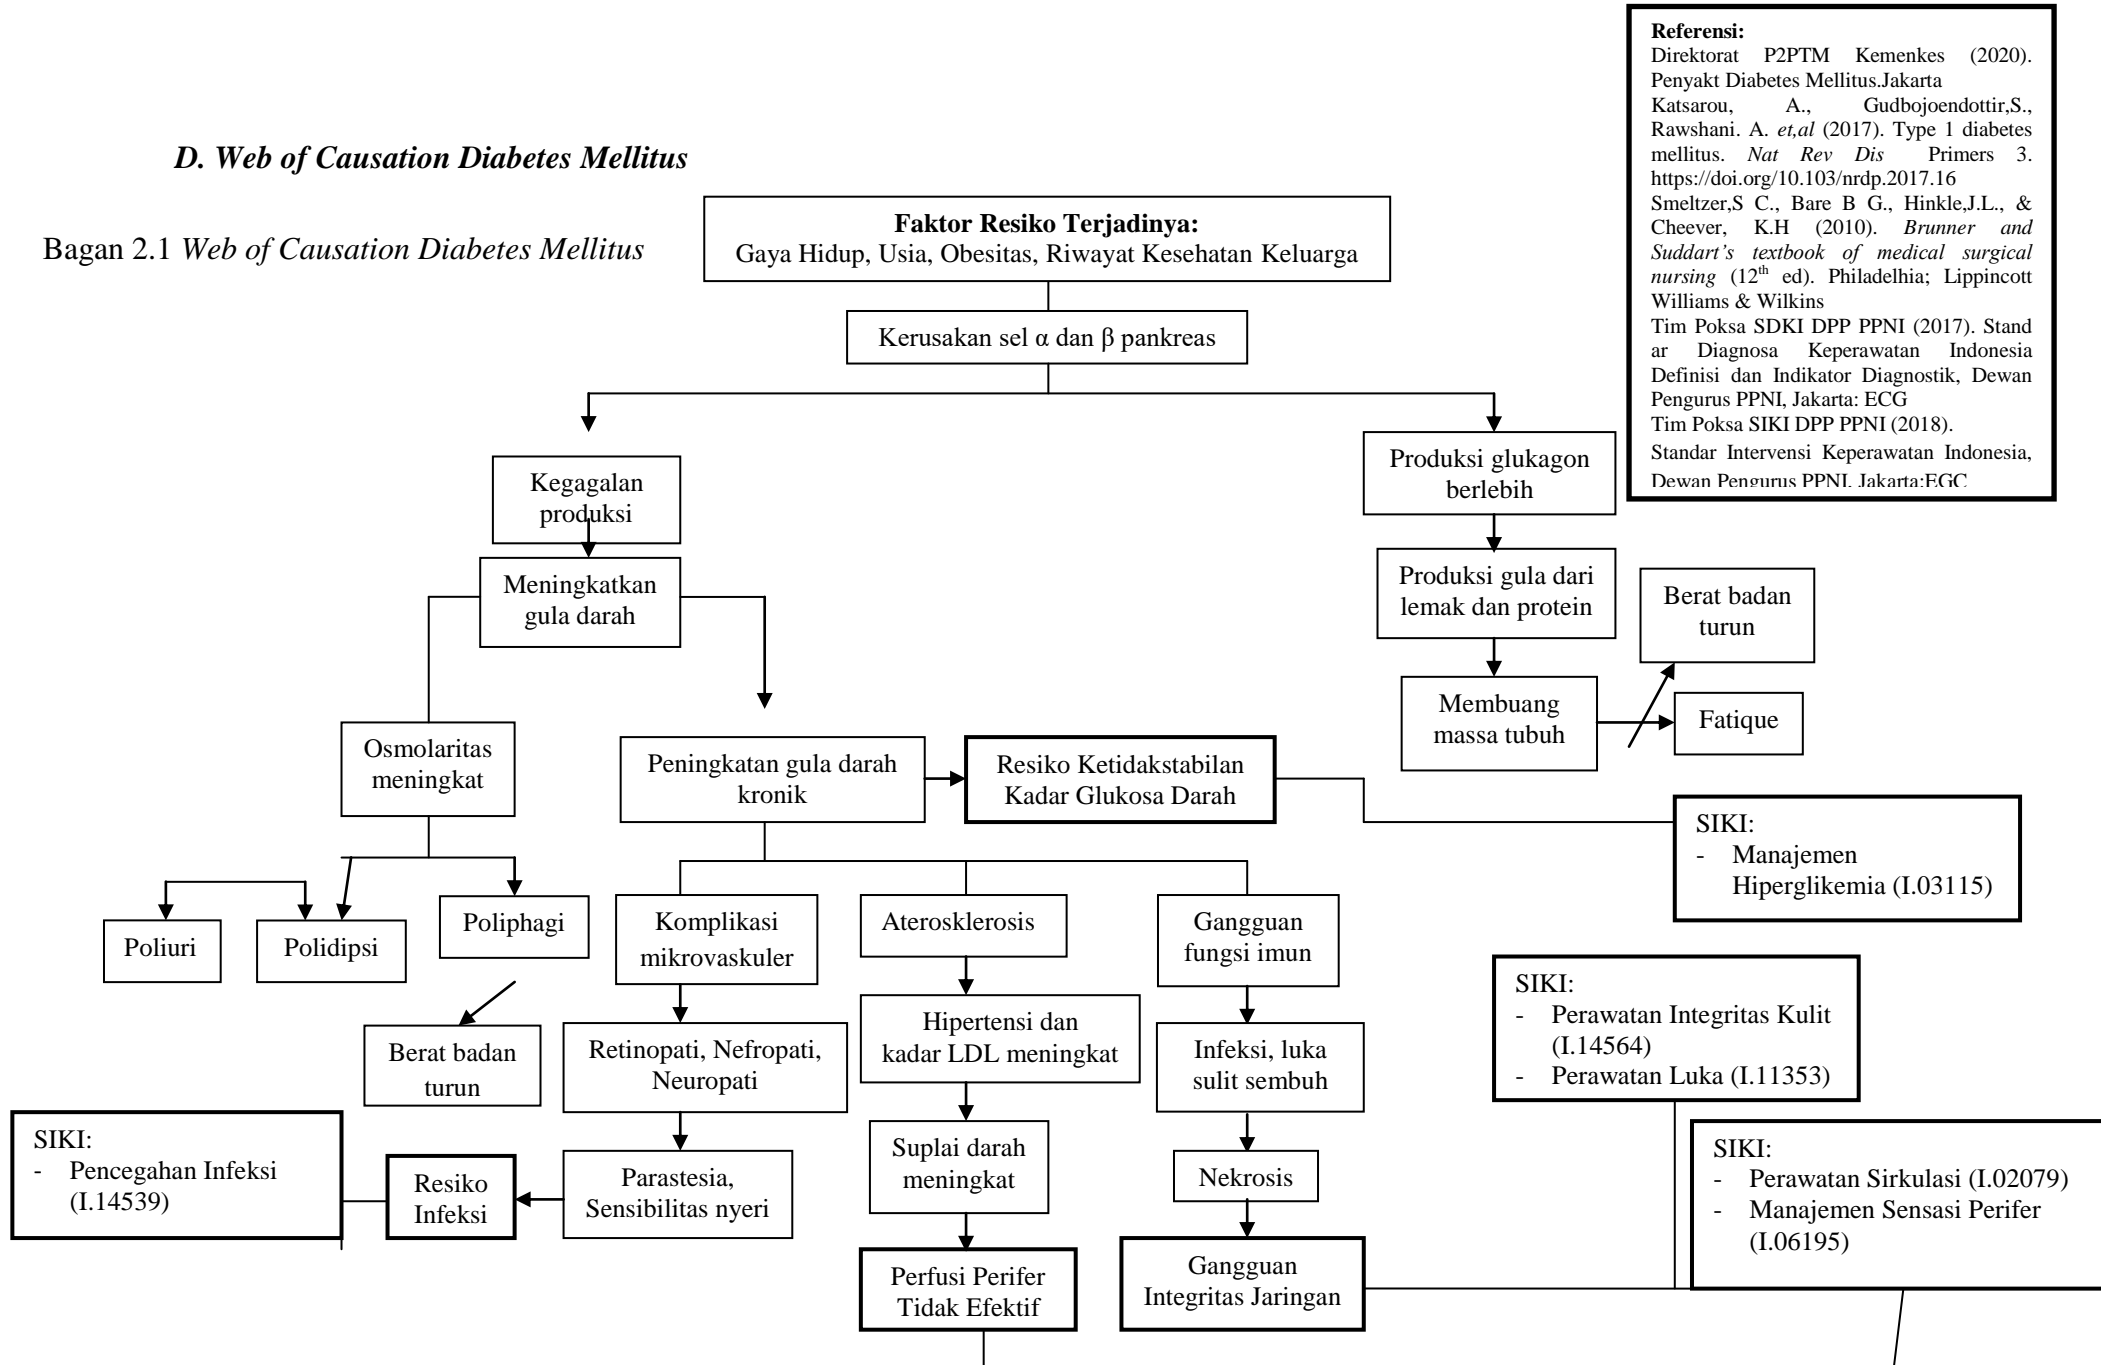 D. Web of Causation Diabetes Mellitus
Bagan 2.1 Web of Causation Diabetes Mellitus
Referensi:
Direktorat P2PTM Kemenkes (2020).
Penyakt Diabetes Mellitus.Jakarta
Katsarou, A., Gudbojoendottir,S.,
Rawshani. A. et,al (2017). Type 1 diabetes
mellitus. Nat Rev Dis Primers 3.
https://doi.org/10.103/nrdp.2017.16
Smeltzer,S C., Bare B G., Hinkle,J.L., &
Cheever, K.H (2010). Brunner and
Suddart's textbook of medical surgical
nursing (12th ed). Philadelhia; Lippincott
Williams & Wilkins
Tim Poksa SDKI DPP PPNI (2017). Stand
ar Diagnosa Keperawatan Indonesia
Definisi dan Indikator Diagnostik, Dewan
Pengurus PPNI, Jakarta: ECG
Tim Poksa SIKI DPP PPNI (2018).
Standar Intervensi Keperawatan Indonesia,
Dewan Pengurus PPNI, Jakarta:EGC
Faktor Resiko Terjadinya:
Gaya Hidup, Usia, Obesitas, Riwayat Kesehatan Keluarga
Kerusakan sel α dan β pankreas
Kegagalan
produksi
Produksi glukagon
berlebih
Meningkatkan
gula darah
Produksi gula dari
lemak dan protein
Berat badan
turun
Membuang
massa tubuh
Fatique
Osmolaritas
meningkat
Peningkatan gula darah
kronik
Resiko Ketidakstabilan
Kadar Glukosa Darah
SIKI:
- Manajemen
Hiperglikemia (I.03115)
Poliuri
Polidipsi
Poliphagi
Komplikasi
mikrovaskuler
Aterosklerosis
Gangguan
fungsi imun
Berat badan
turun
Retinopati, Nefropati,
Neuropati
Hipertensi dan
kadar LDL meningkat
Infeksi, luka
sulit sembuh
SIKI:
- Perawatan Integritas Kulit
(I.14564)
- Perawatan Luka (I.11353)
SIKI:
- Pencegahan Infeksi
(I.14539)
Resiko
Infeksi
Parastesia,
Sensibilitas nyeri
Suplai darah
meningkat
Nekrosis
SIKI:
- Perawatan Sirkulasi (I.02079)
- Manajemen Sensasi Perifer
(I.06195)
Perfusi Perifer
Tidak Efektif
Gangguan
Integritas Jaringan